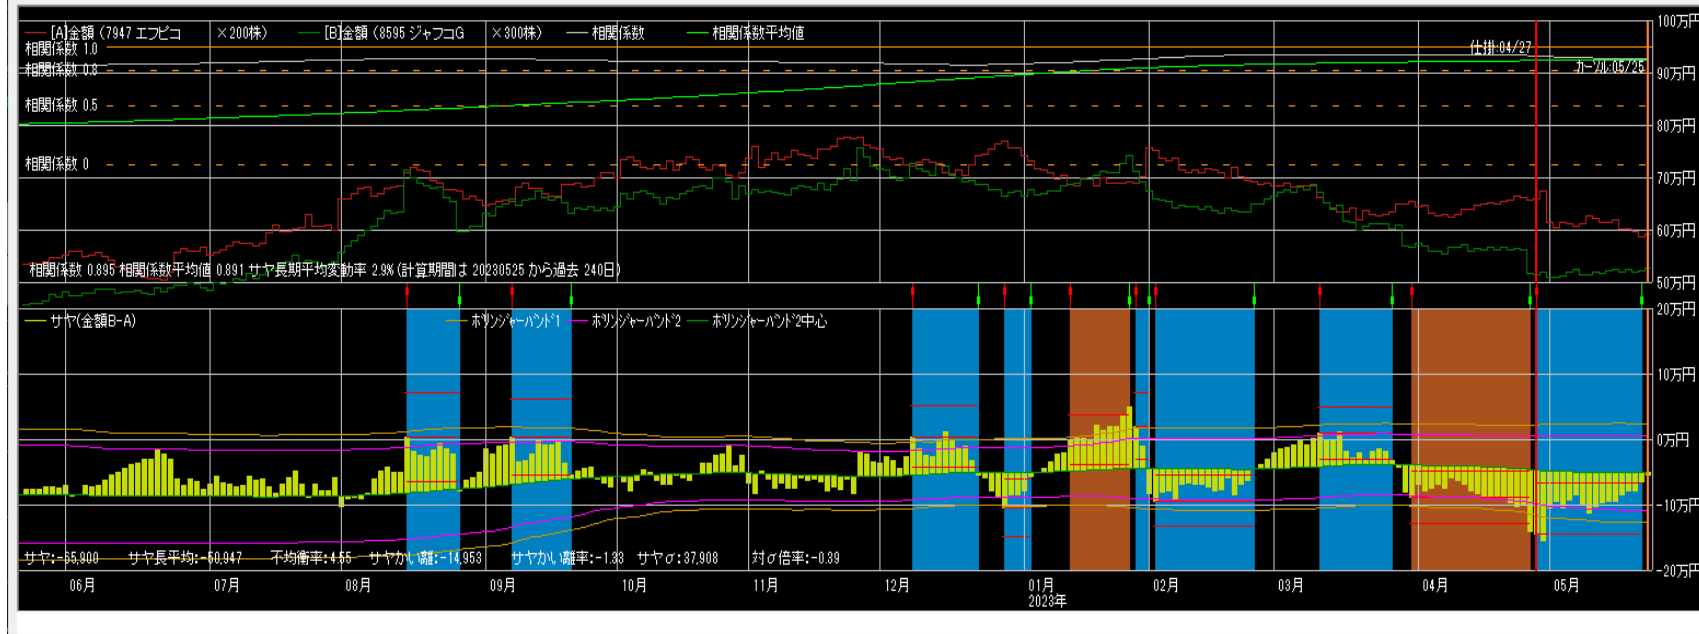 [A]金額 (7947 エフピコ ×200株) [B]金額 (8595 ジャフコG ×300株) 相関係数 相関係数平均値
100万円
相関係数 1.0
仕掛:04/27
相関係数 0.8
カーソル:05/25
90万円
相関係数 0.5
80万円
相関係数 0
70万円
60万円
相関係数 0.895 相関係数平均値 0.891 サヤ長期平均変動率 2.9% (計算期間は 20230525 から過去 240日)
50万円
20万円
サヤ(金額B-A) ボリンジャーバンド1 ボリンジャーバンド2 ボリンジャーバンド2中心
10万円
0万円
-10万円
サヤ:-65,900 サヤ長平均:-50,947 不均衡率:4.55 サヤかい離:-14,953 サヤかい離率:-1.33 サヤσ:37,908 対σ倍率:-0.39
-20万円
06月 07月 08月 09月 10月 11月 12月 01月 02月 03月 04月 05月
2023年